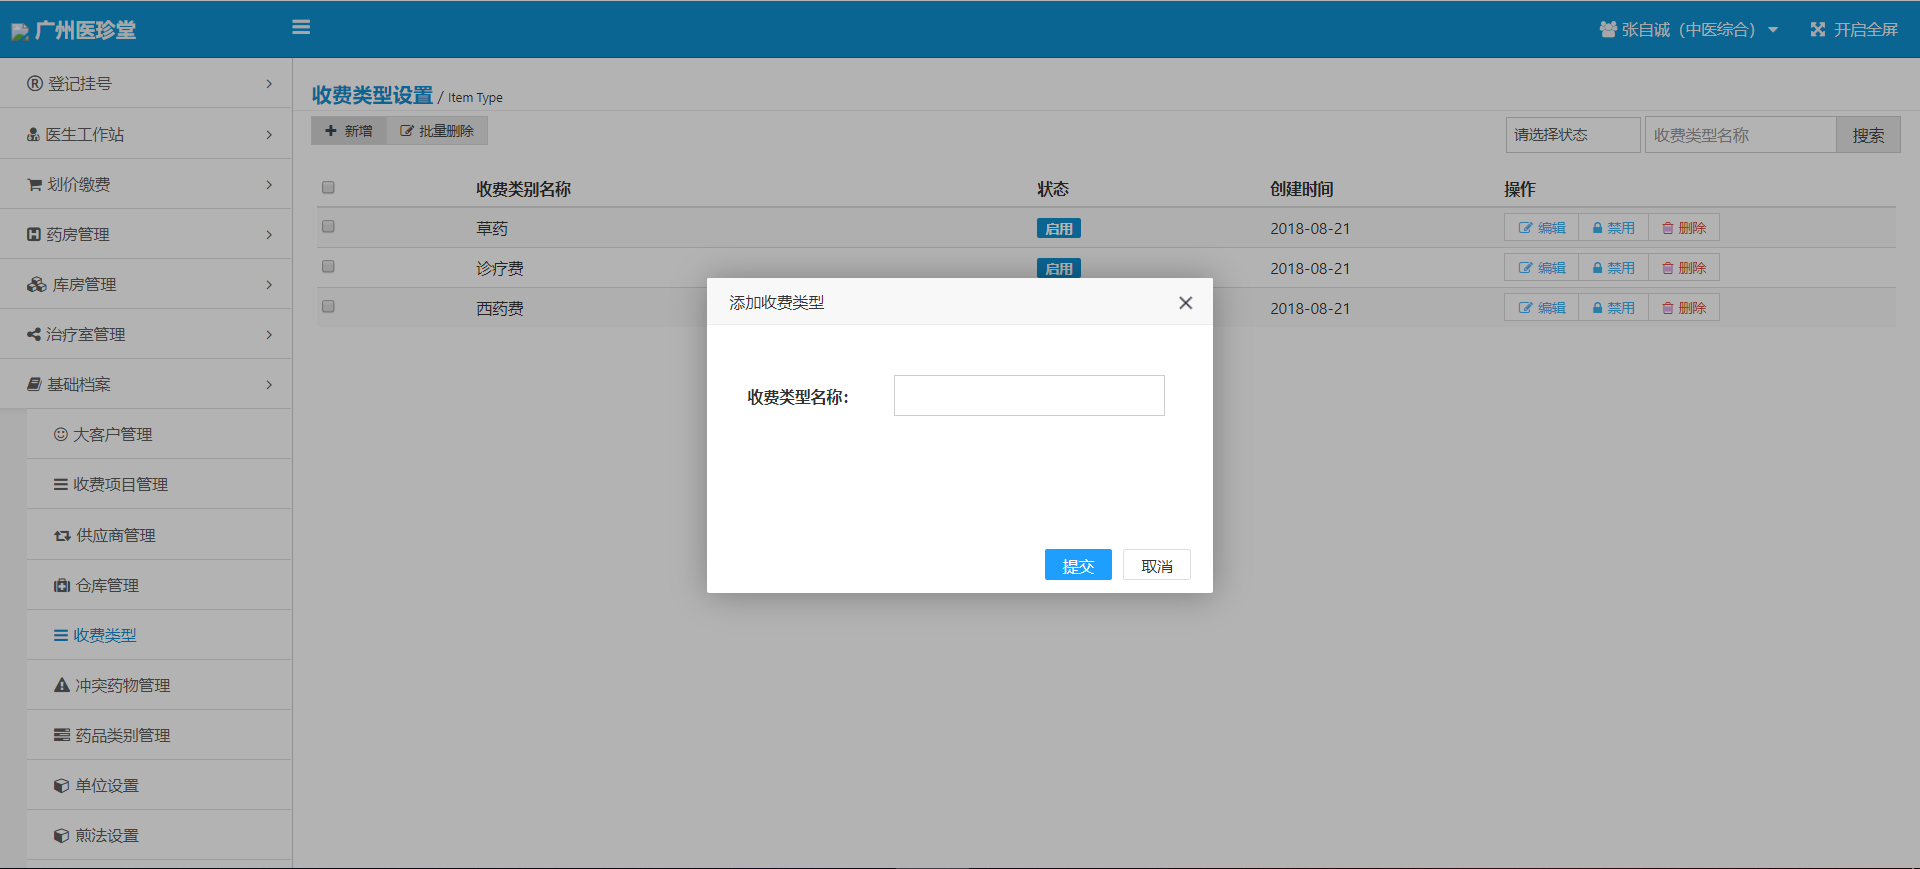 广州医珍堂
张自诚（中医综合）
开启全屏
登记挂号
医生工作站
划价缴费
药房管理
库房管理
治疗室管理
基础档案
大客户管理
收费项目管理
供应商管理
仓库管理
收费类型
冲突药物管理
药品类别管理
单位设置
煎法设置
收费类型设置 / Item Type
新增 批量删除
请选择状态 收费类型名称 搜索
收费类别名称 状态 创建时间 操作
草药 启用 2018-08-21 编辑 禁用 删除
诊疗费 启用 2018-08-21 编辑 禁用 删除
西药费 2018-08-21 编辑 禁用 删除
添加收费类型
收费类型名称：
提交 取消